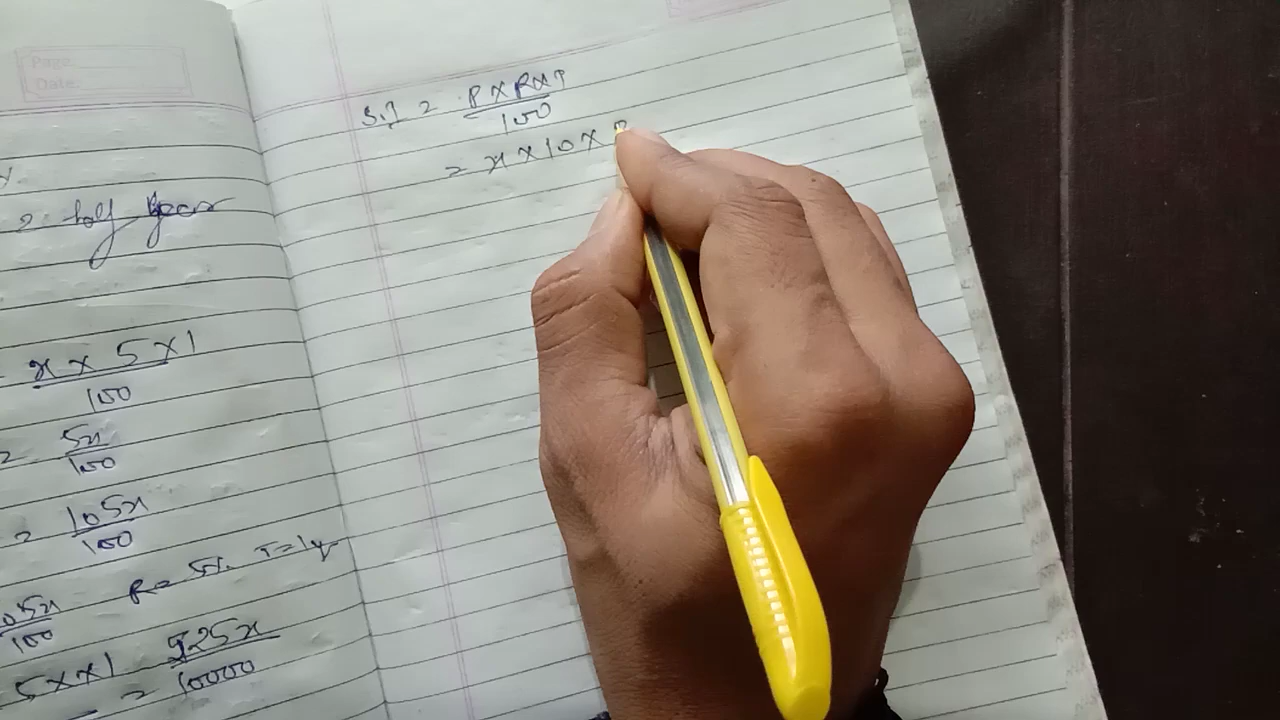 Page
Date
= half year
x x 5 x 1
100
= 5x
100
= 105x
100
105x
100
R = 5% T = 1 y
5 x x 1 = 525x
10000
S.I = P x R x T
100
= x x 10 x